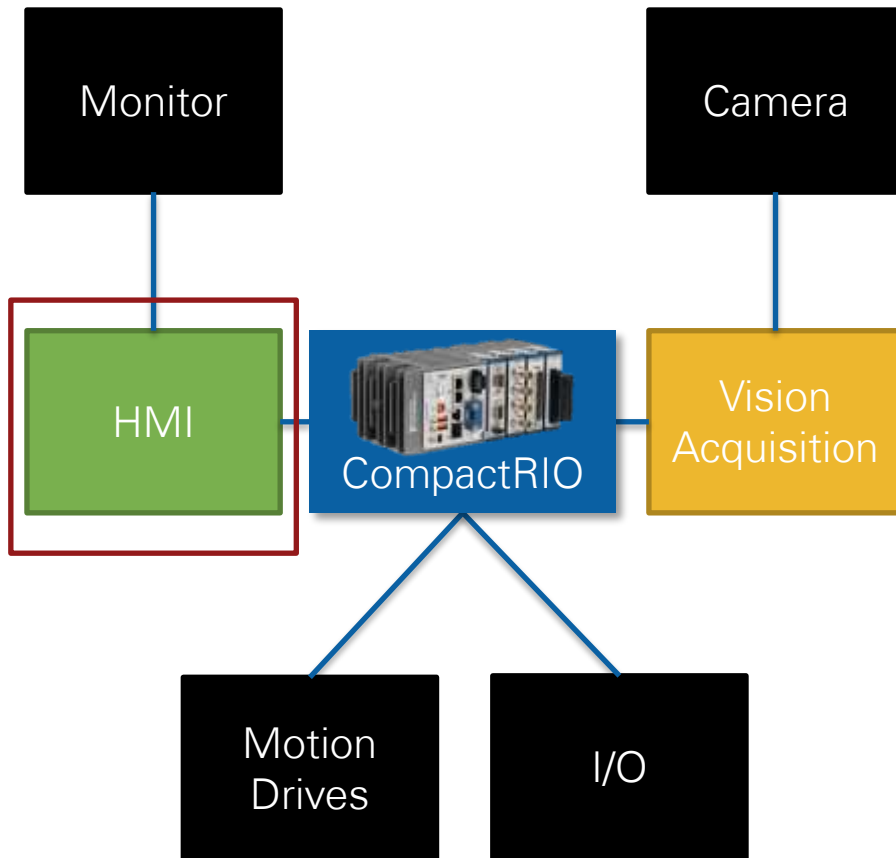 Monitor
Camera
HMI
CompactRIO
Vision
Acquisition
Motion
Drives
I/O